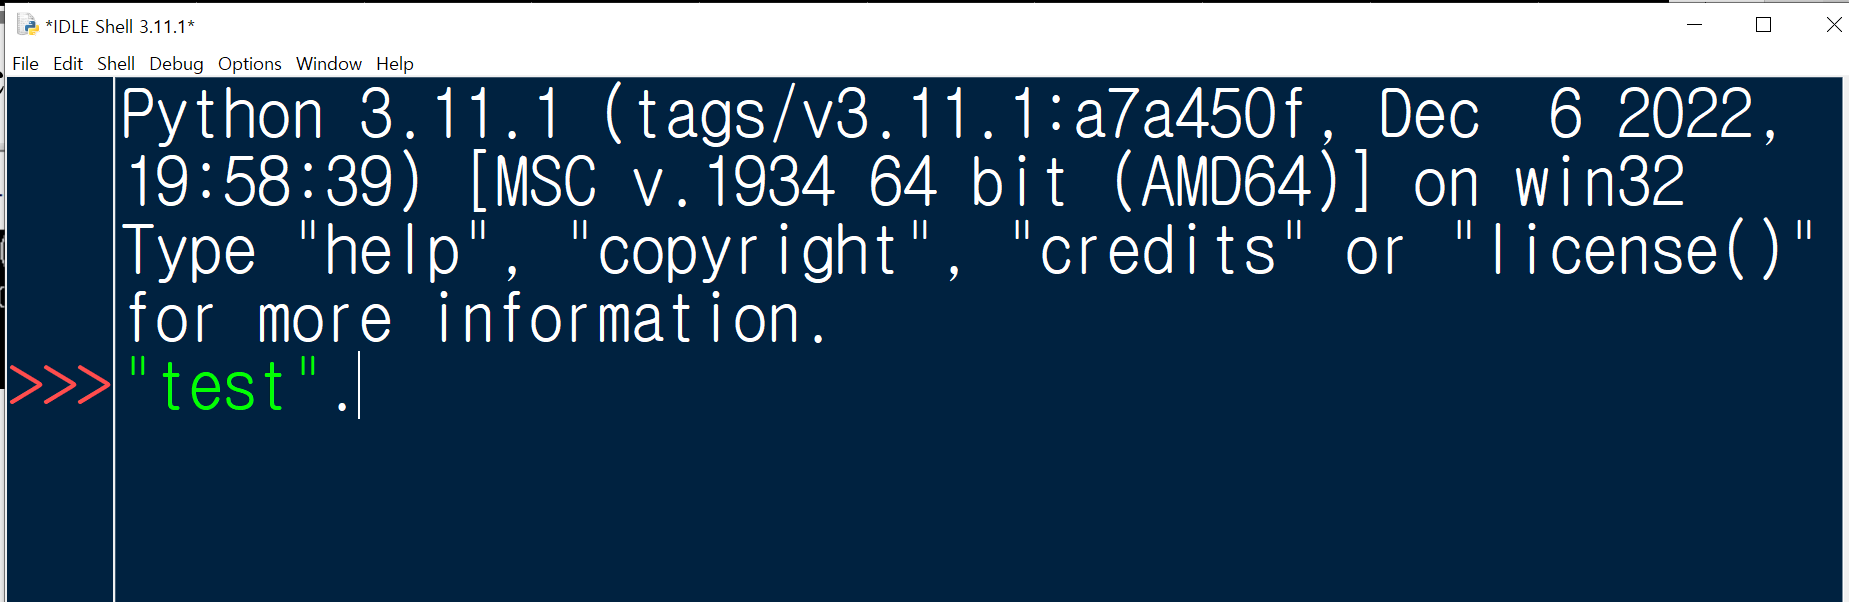 *IDLE Shell 3.11.1*
File Edit Shell Debug Options Window Help
Python 3.11.1 (tags/v3.11.1:a7a450f, Dec  6 2022,
19:58:39) [MSC v.1934 64 bit (AMD64)] on win32
Type "help", "copyright", "credits" or "license()"
for more information.
>>> "test".